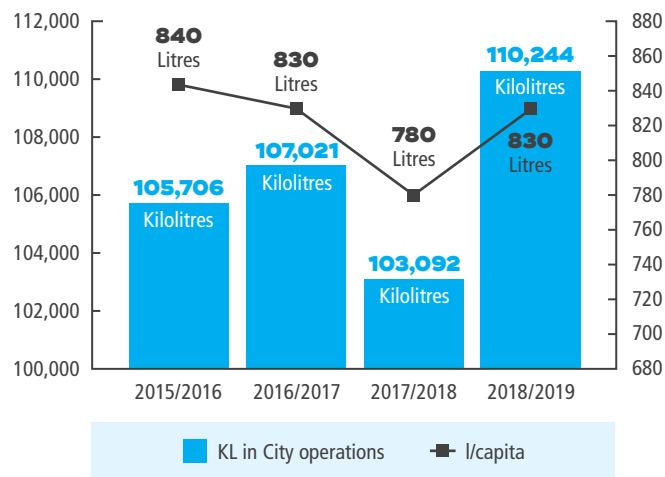 112,000
110,000
108,000
106,000
104,000
102,000
100,000
880
860
840
820
800
780
760
740
720
700
680
840
Litres
830
Litres
780
Litres
830
Litres
105,706
Kilolitres
107,021
Kilolitres
103,092
Kilolitres
110,244
Kilolitres
2015/2016 2016/2017 2017/2018 2018/2019
KL in City operations l/capita